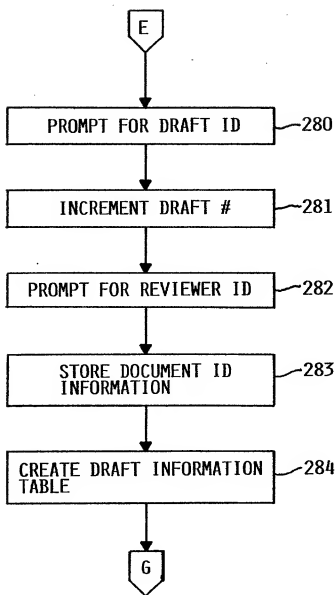 E
PROMPT FOR DRAFT ID
280
INCREMENT DRAFT #
281
PROMPT FOR REVIEWER ID
282
STORE DOCUMENT ID
INFORMATION
283
CREATE DRAFT INFORMATION
TABLE
284
G